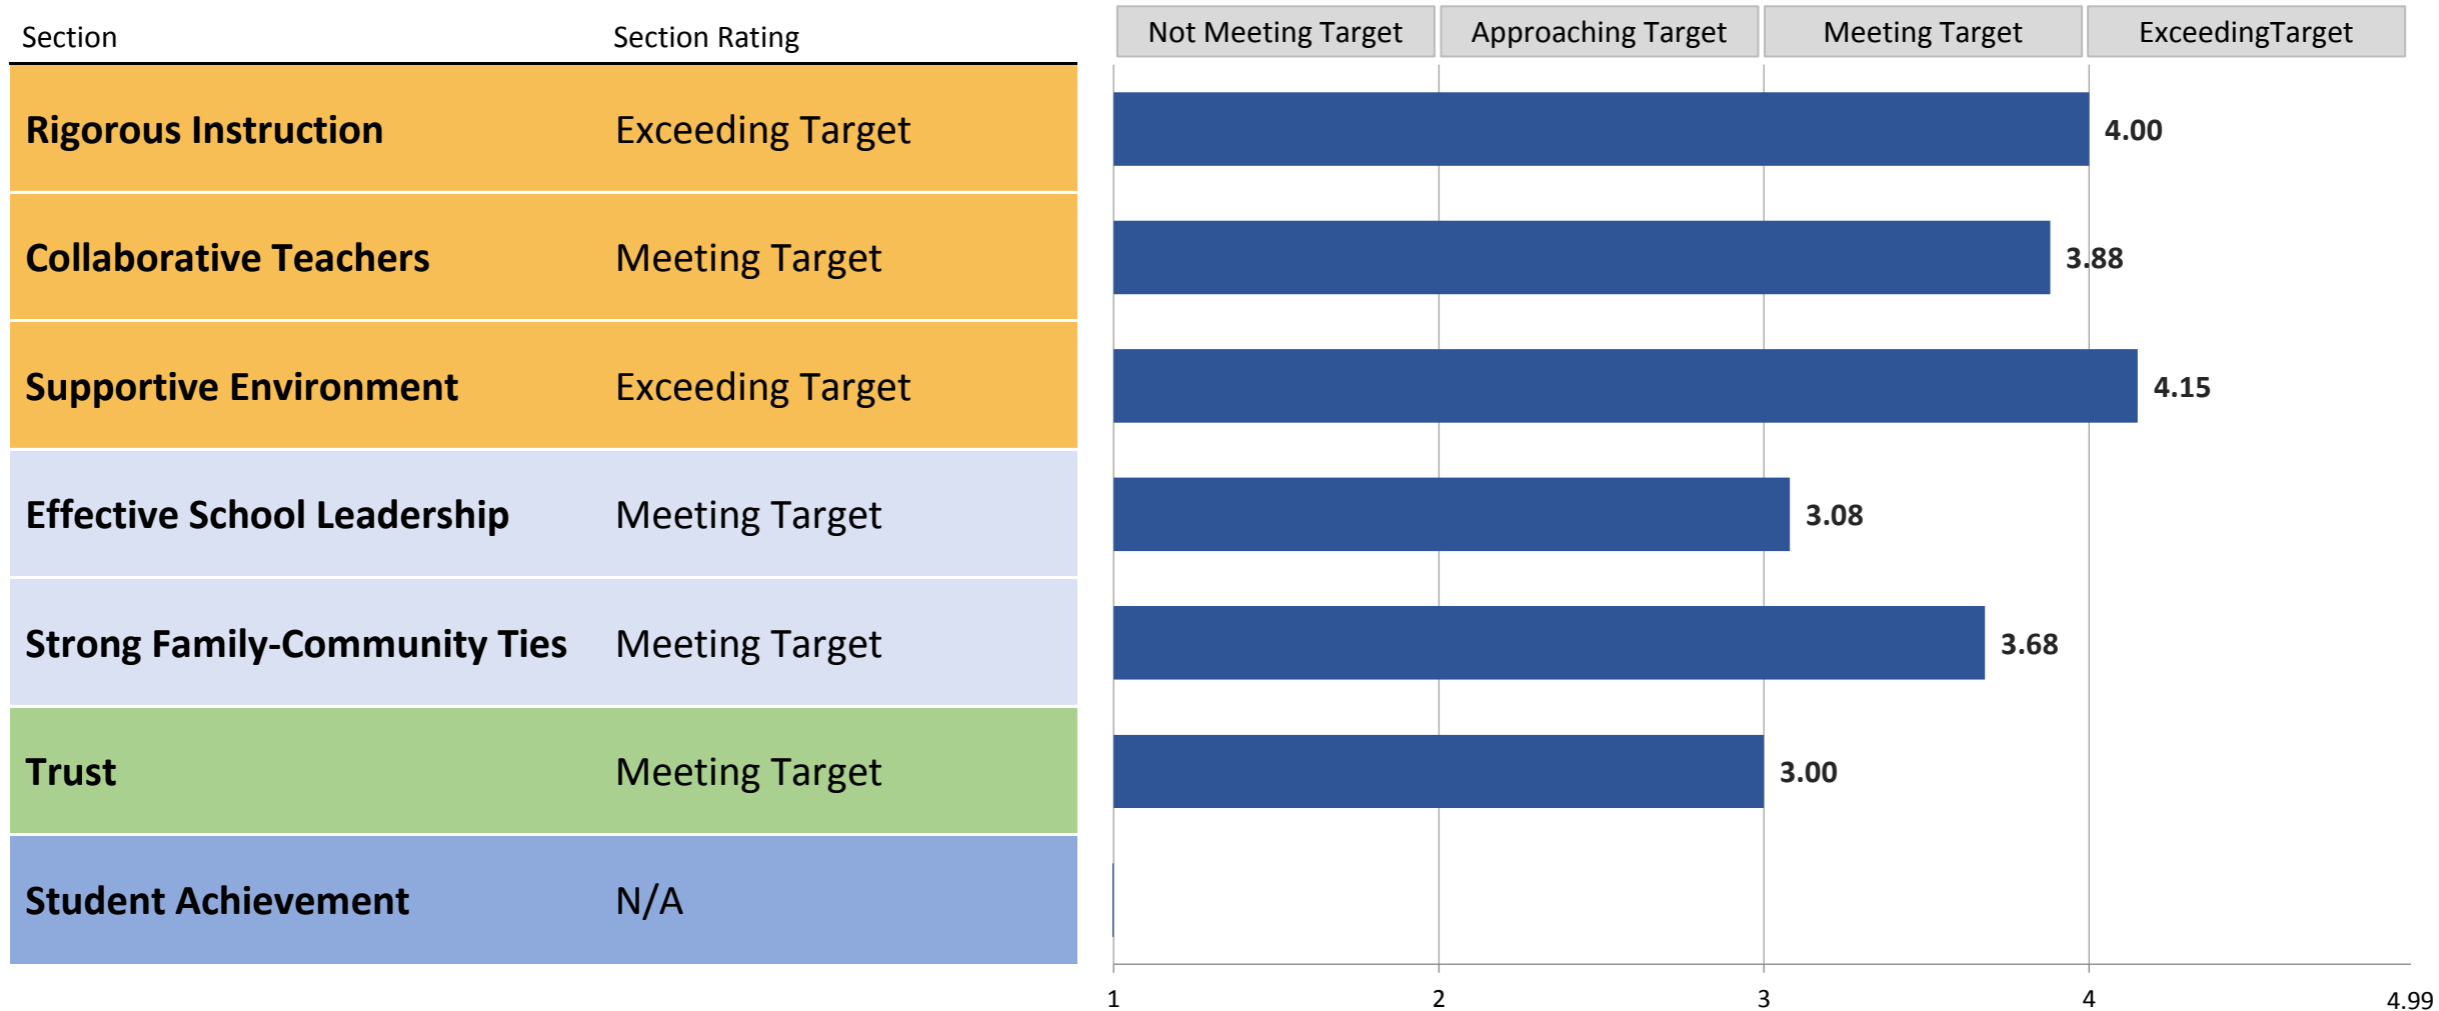 Section Section Rating Not Meeting Target Approaching Target Meeting Target ExceedingTarget
Rigorous Instruction Exceeding Target 4.00
Collaborative Teachers Meeting Target 3.88
Supportive Environment Exceeding Target 4.15
Effective School Leadership Meeting Target 3.08
Strong Family-Community Ties Meeting Target 3.68
Trust Meeting Target 3.00
Student Achievement N/A
1 2 3 4 4.99